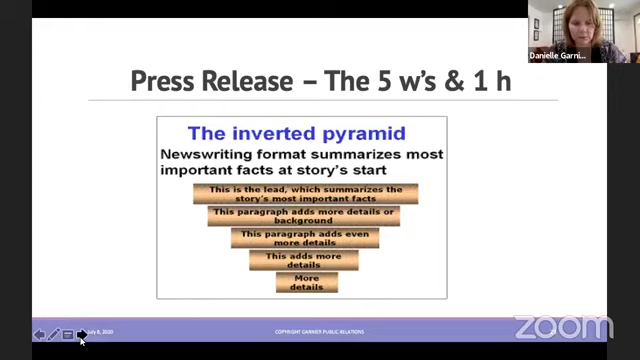 Danielle Garni...
Press Release – The 5 w's & 1 h
The inverted pyramid
Newswriting format summarizes most
important facts at story's start
This is the lead, which summarizes the
story's most important facts
This paragraph adds more details or
background
This paragraph adds even
more details
This adds more
details
More
details
July 8, 2020
COPYRIGHT GARNIER PUBLIC RELATIONS
zoom